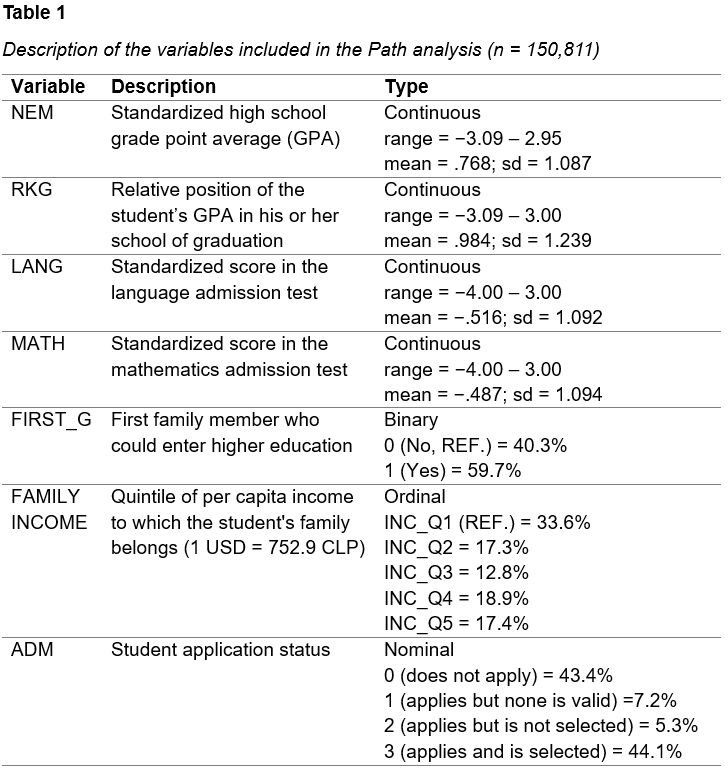 Table 1
Description of the variables included in the Path analysis (n = 150,811)
Variable Description Type
NEM Standardized high school Continuous
grade point average (GPA) range = −3.09 – 2.95
mean = .768; sd = 1.087
RKG Relative position of the Continuous
student’s GPA in his or her range = −3.09 – 3.00
school of graduation mean = .984; sd = 1.239
LANG Standardized score in the Continuous
language admission test range = −4.00 – 3.00
mean = −.516; sd = 1.092
MATH Standardized score in the Continuous
mathematics admission test range = −4.00 – 3.00
mean = −.487; sd = 1.094
FIRST_G First family member who Binary
could enter higher education 0 (No, REF.) = 40.3%
1 (Yes) = 59.7%
FAMILY Quintile of per capita income Ordinal
INCOME to which the student's family INC_Q1 (REF.) = 33.6%
belongs (1 USD = 752.9 CLP) INC_Q2 = 17.3%
INC_Q3 = 12.8%
INC_Q4 = 18.9%
INC_Q5 = 17.4%
ADM Student application status Nominal
0 (does not apply) = 43.4%
1 (applies but none is valid) =7.2%
2 (applies but is not selected) = 5.3%
3 (applies and is selected) = 44.1%